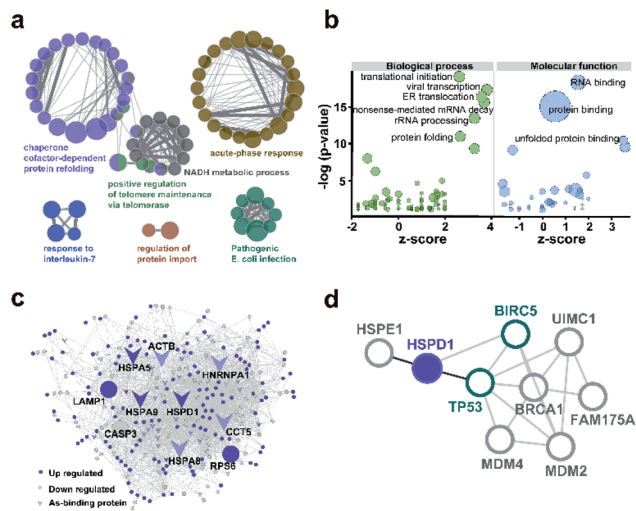 a
chaperone
cofactor-dependent
protein refolding
acute-phase response
NADH metabolic process
positive regulation
of telomere maintenance
via telomerase
response to
interleukin-7
regulation of
protein import
Pathogenic
E. coli infection
b
Biological process
Molecular function
-log (p-value)
15
10
5
translational initiation
viral transcription
ER translocation
nonsense-mediated mRNA decay
rRNA processing
protein folding
RNA binding
protein binding
unfolded protein binding
-2
0
2
4
-1
0
1
2
3
z-score
z-score
c
ACTB
HSPA5
HNRNPA1
LAMP1
HSPA9
HSPD1
CASP3
CCT5
HSPA8
RPS6
Up regulated
Down regulated
As-binding protein
d
BIRC5
UIMC1
HSPE1
HSPD1
TP53
BRCA1
FAM175A
MDM4
MDM2